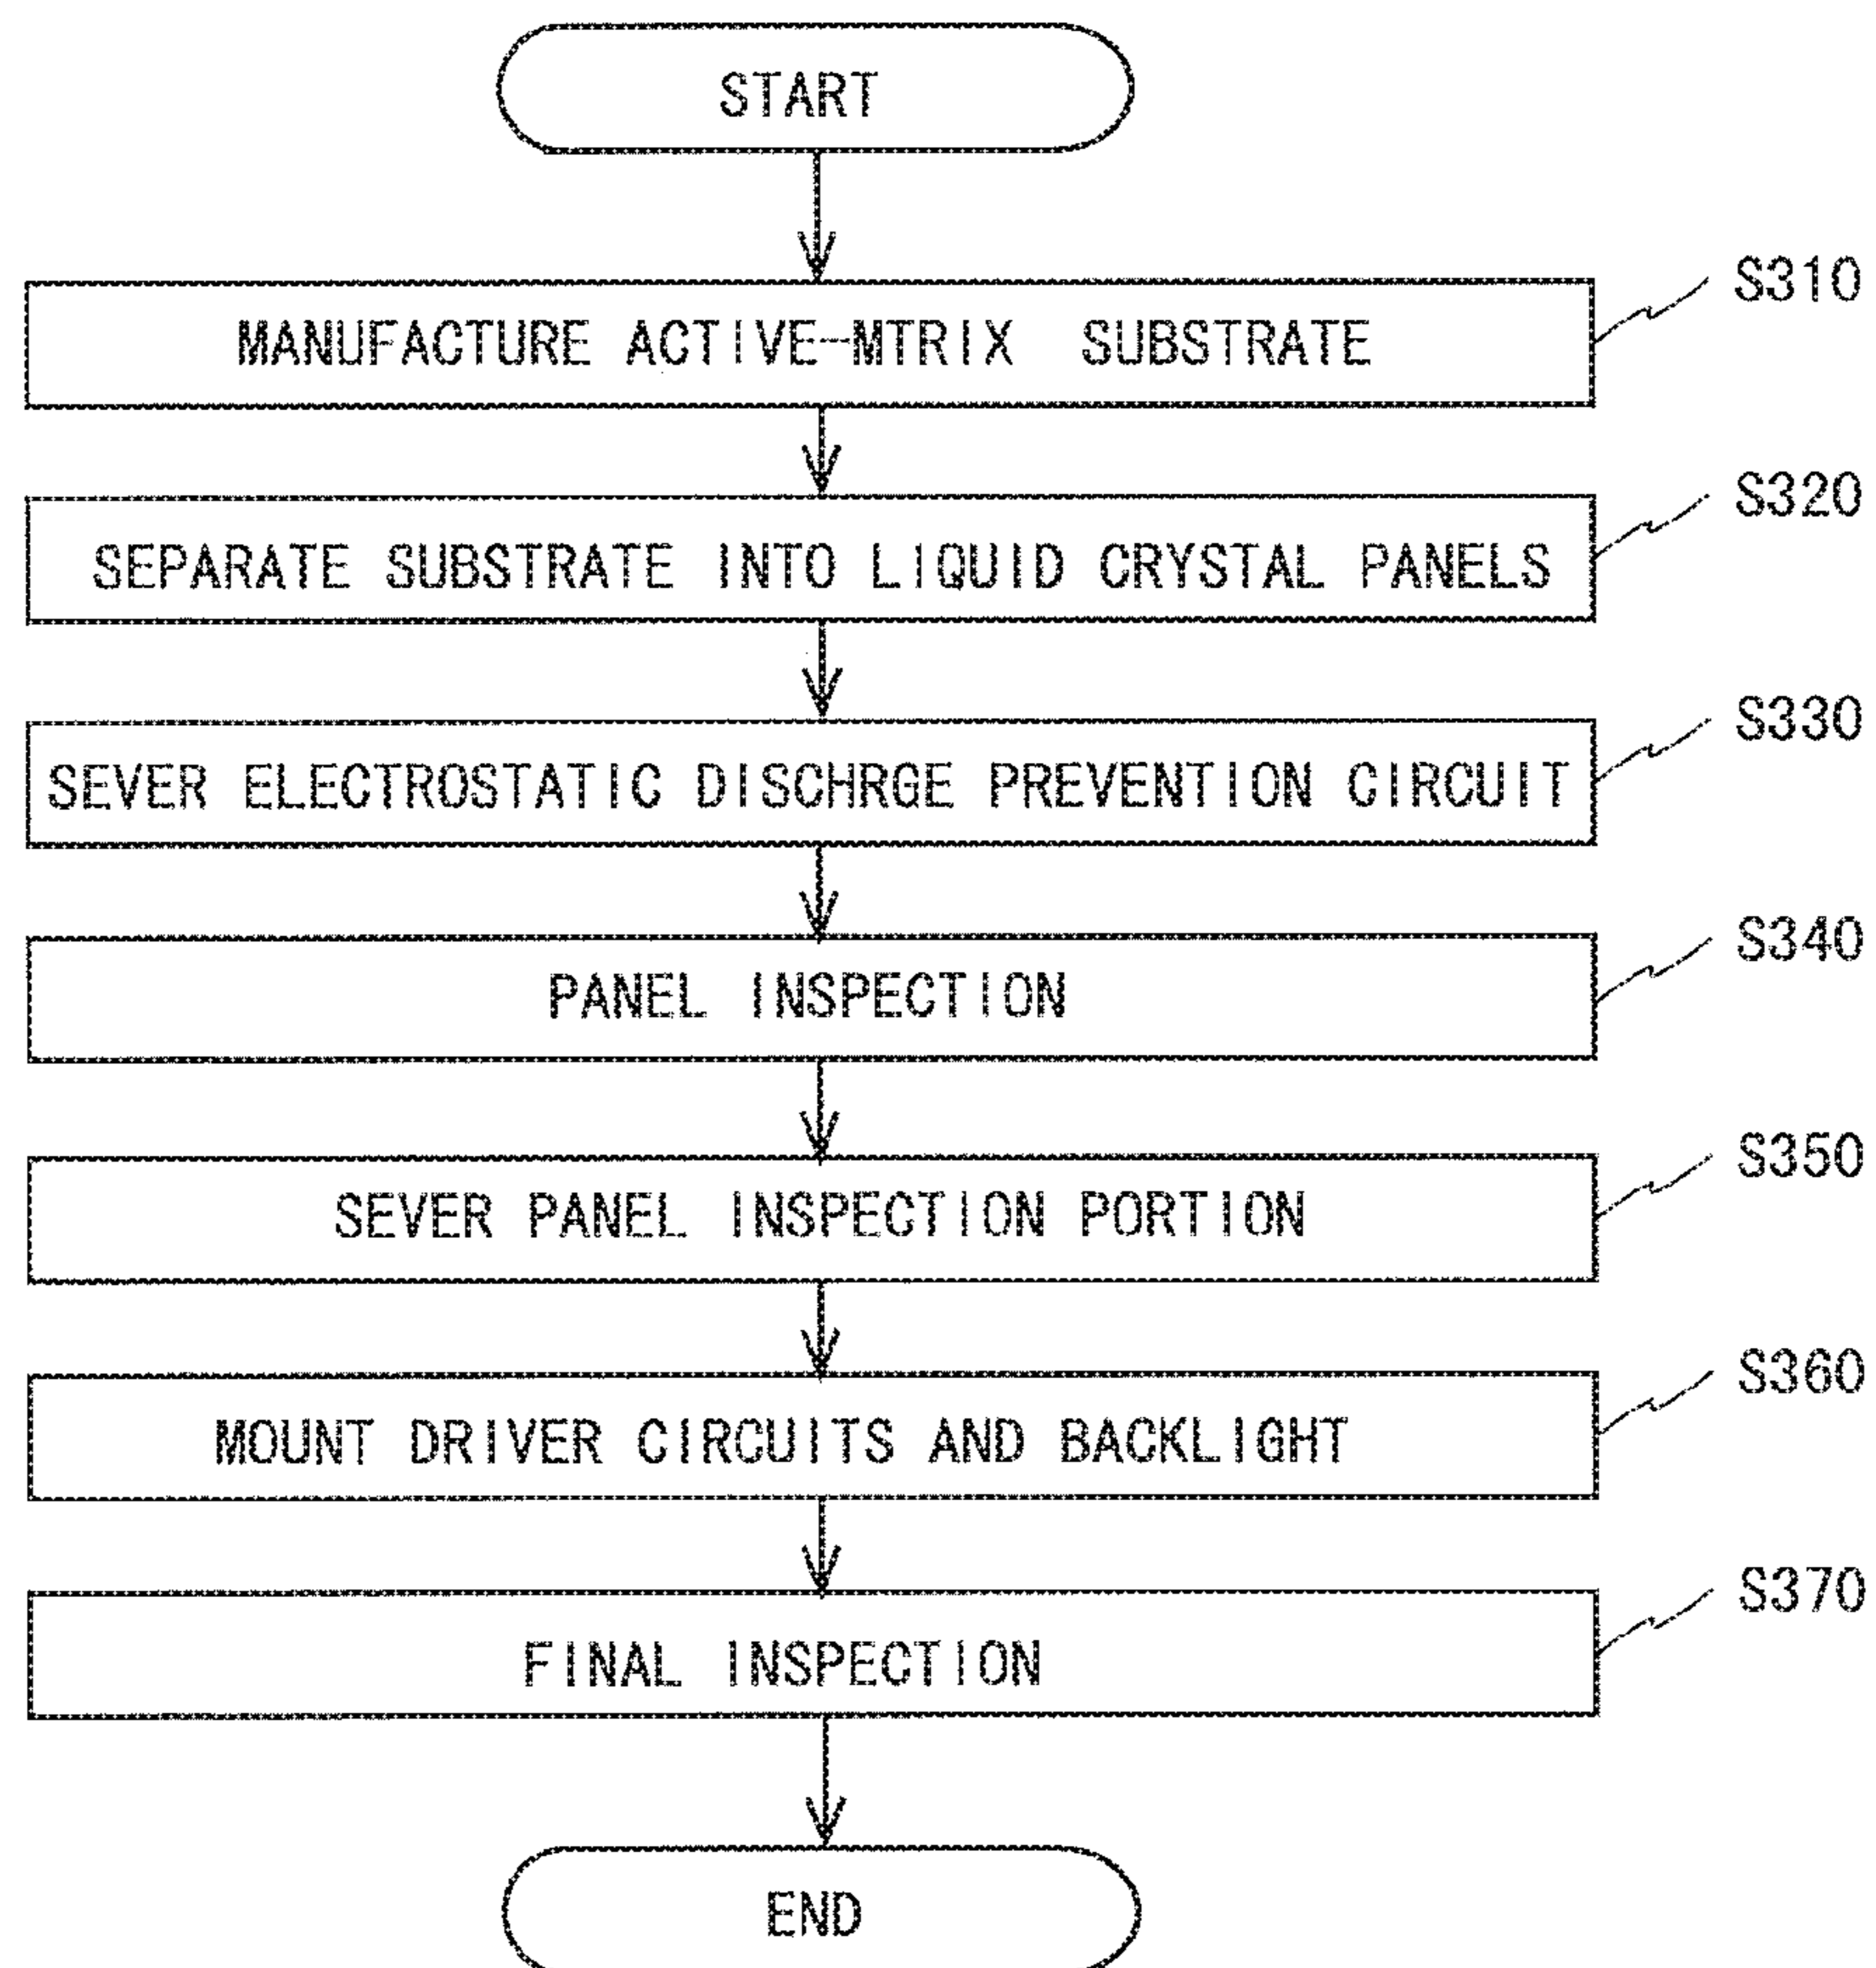 START
S310
MANUFACTURE ACTIVE-MTRIX SUBSTRATE
S320
SEPARATE SUBSTRATE INTO LIQUID CRYSTAL PANELS
S330
SEVER ELECTROSTATIC DISCHRGE PREVENTION CIRCUIT
S340
PANEL INSPECTION
S350
SEVER PANEL INSPECTION PORTION
S360
MOUNT DRIVER CIRCUITS AND BACKLIGHT
S370
FINAL INSPECTION
END